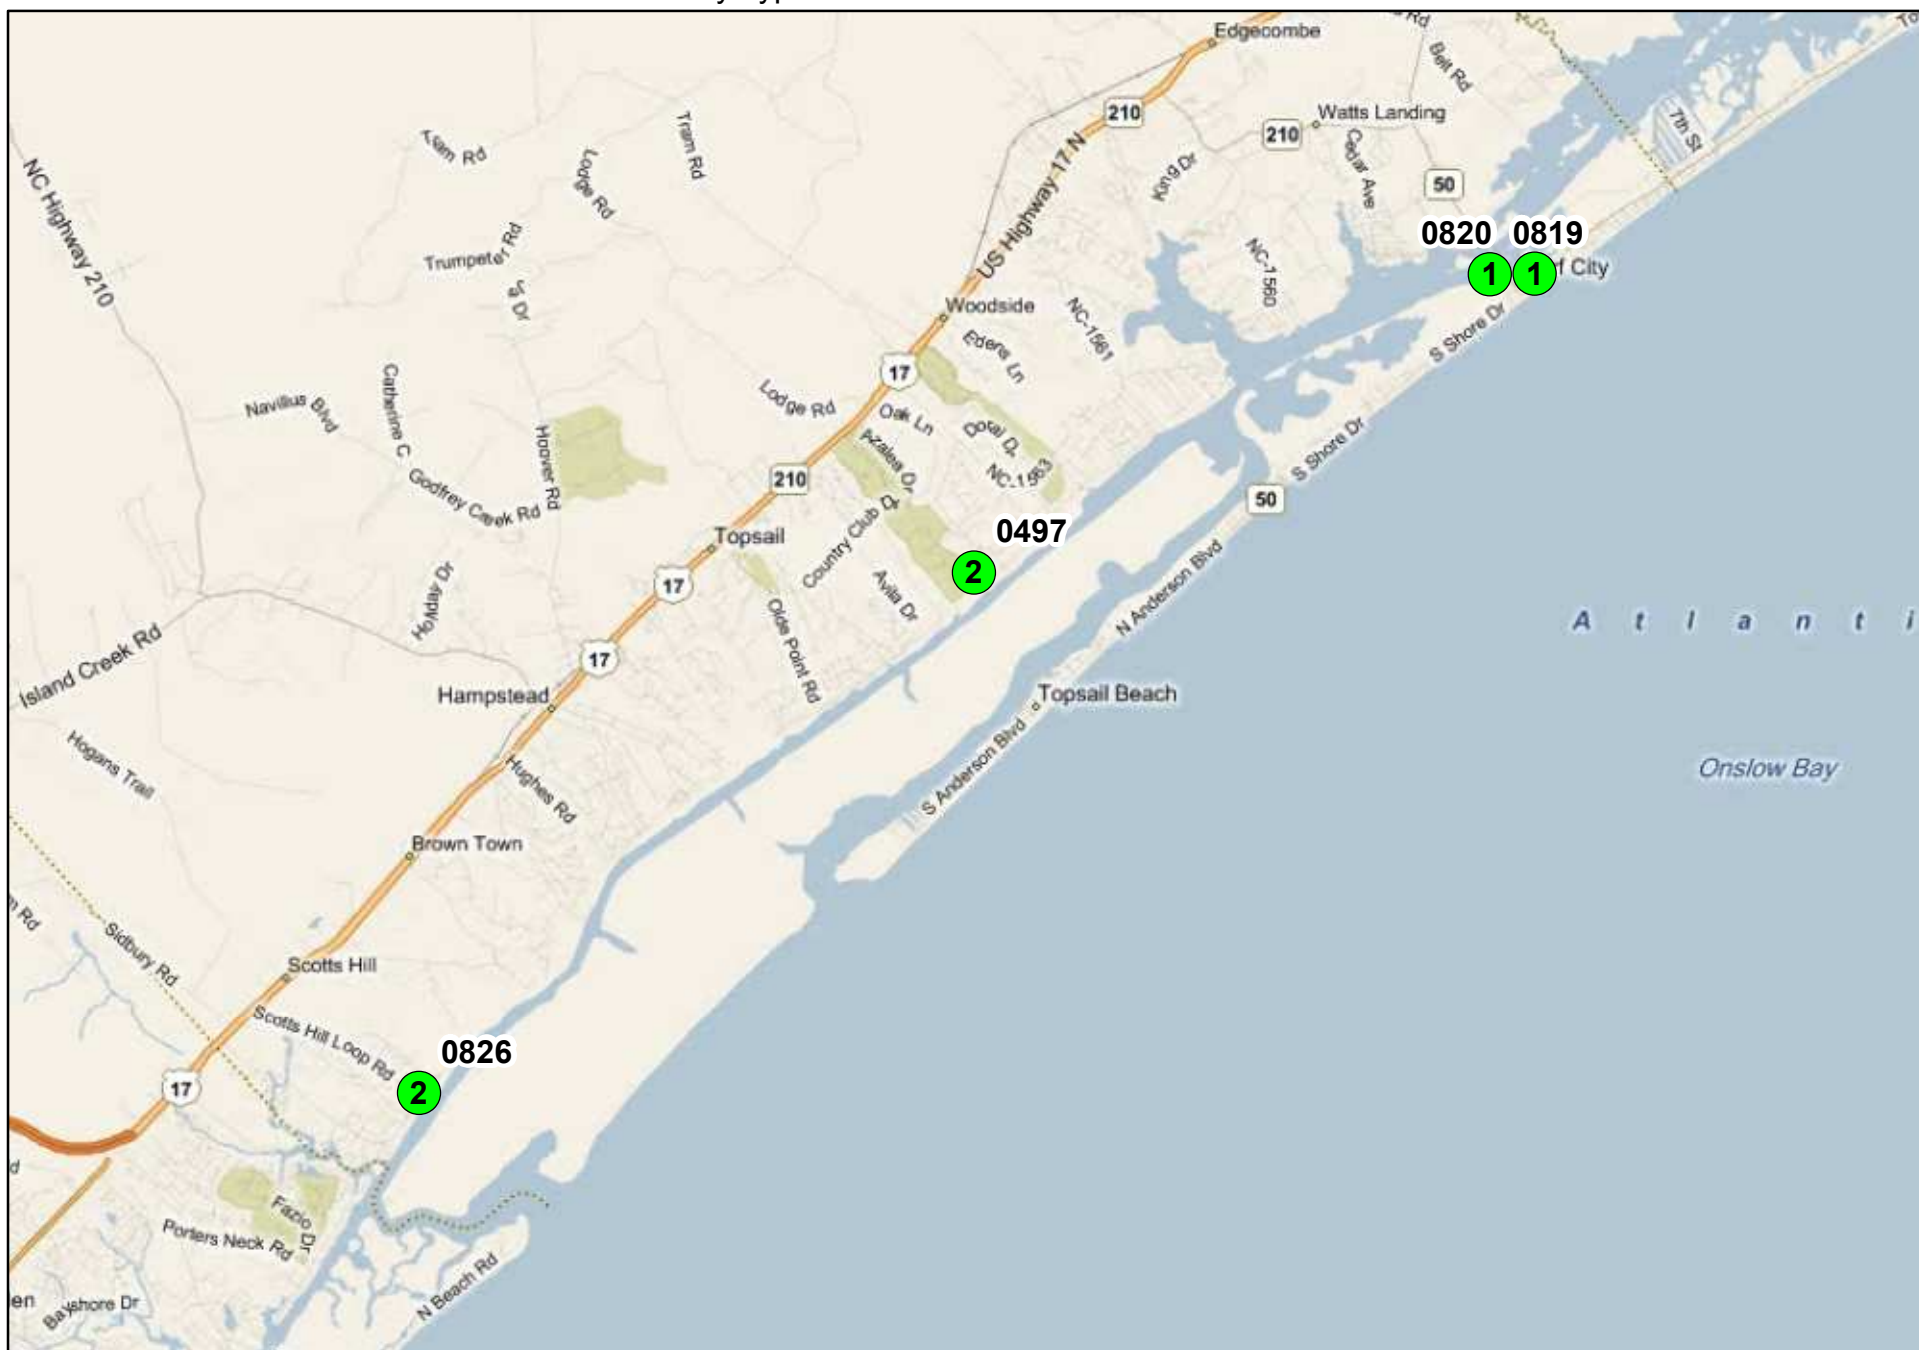 Edgecombe
Rd
Belt Rd
To
210
Watts Landing
210
7th St
Tram Rd
Lodge Rd
NC Highway 210
US Highway 17 N
King Dr
Cedar Ave
50
0820
0819
1
1
f City
Trumpeter Rd
NC-1560
Woodside
NC-1561
Edens Ln
S Shore Dr
17
Catherine C
Navillus Blvd
Lodge Rd
Oak Ln
Azalea Dr
Doral D
NC-1563
S Shore Dr
Hoover Rd
210
50
Godfrey Creek Rd
Country Club D
0497
Topsail
2
17
Avila Dr
N Anderson Blvd
Holiday Dr
Olde Point Rd
Atlanti
Island Creek Rd
17
Hampstead
Topsail Beach
S Anderson Blvd
Onslow Bay
Hogans Trail
Hughes Rd
Brown Town
Rd
Sidbury Rd
Scotts Hill
Scotts Hill Loop Rd
0826
2
17
d
Fazio Dr
Porters Neck Rd
N Beach Rd
en
Bayshore Dr